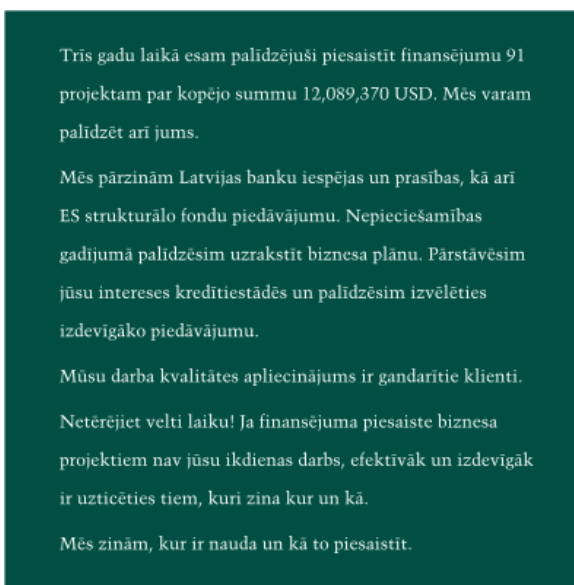 Trīs gadu laikā esam palīdzējuši piesaistīt finansējumu 91
projektam par kopējo summu 12,089,370 USD. Mēs varam
palīdzēt arī jums.
Mēs pārzinām Latvijas banku iespējas un prasības, kā arī
ES strukturālo fondu piedāvājumu. Nepieciešamības
gadījumā palīdzēsim uzrakstīt biznesa plānu. Pārstāvēsim
jūsu intereses kredītiestādēs un palīdzēsim izvēlēties
izdevīgāko piedāvājumu.
Mūsu darba kvalitātes apliecinājums ir gandarītie klienti.
Netērējiet velti laiku! Ja finansējuma piesaiste biznesa
projektiem nav jūsu ikdienas darbs, efektīvāk un izdevīgāk
ir uzticēties tiem, kuri zina kur un kā.
Mēs zinām, kur ir nauda un kā to piesaistīt.